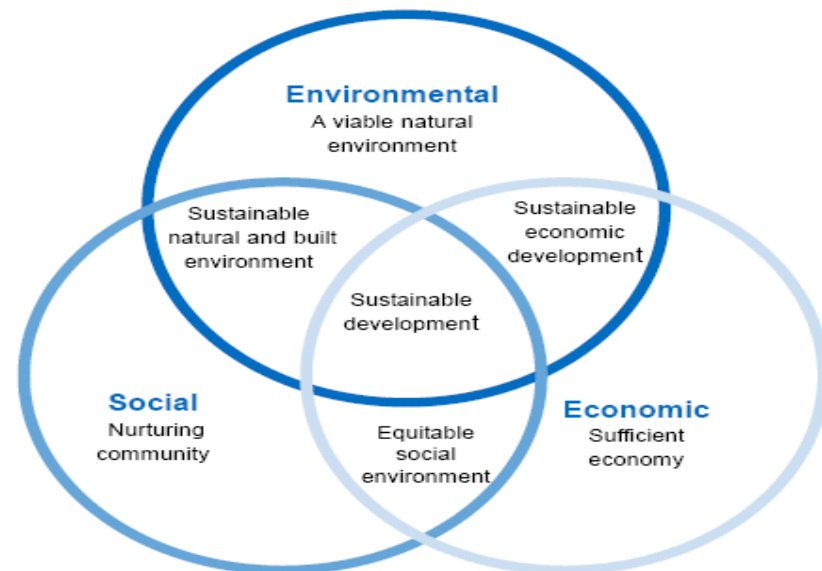 Environmental
A viable natural
environment
Sustainable
natural and built
environment
Sustainable
economic
development
Sustainable
development
Social
Nurturing
community
Equitable
social
environment
Economic
Sufficient
economy